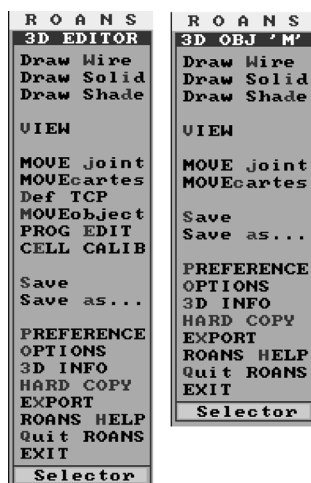 R O A N S
3D EDITOR
Draw Wire
Draw Solid
Draw Shade
VIEW
MOVE joint
MOVEcartes
Def TCP
MOVEobject
PROG EDIT
CELL CALIB
Save
Save as...
PREFERENCE
OPTIONS
3D INFO
HARD COPY
EXPORT
ROANS HELP
Quit ROANS
EXIT
Selector
R O A N S
3D OBJ 'M'
Draw Wire
Draw Solid
Draw Shade
VIEW
MOVE joint
MOVEcartes
Save
Save as...
PREFERENCE
OPTIONS
3D INFO
HARD COPY
EXPORT
ROANS HELP
Quit ROANS
EXIT
Selector